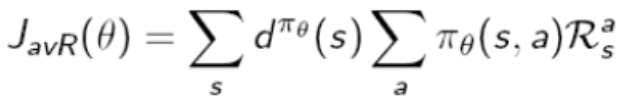 J_{avR}(θ) = ∑_s d^{π_θ}(s) ∑_a π_θ(s, a)ℛ_s^a